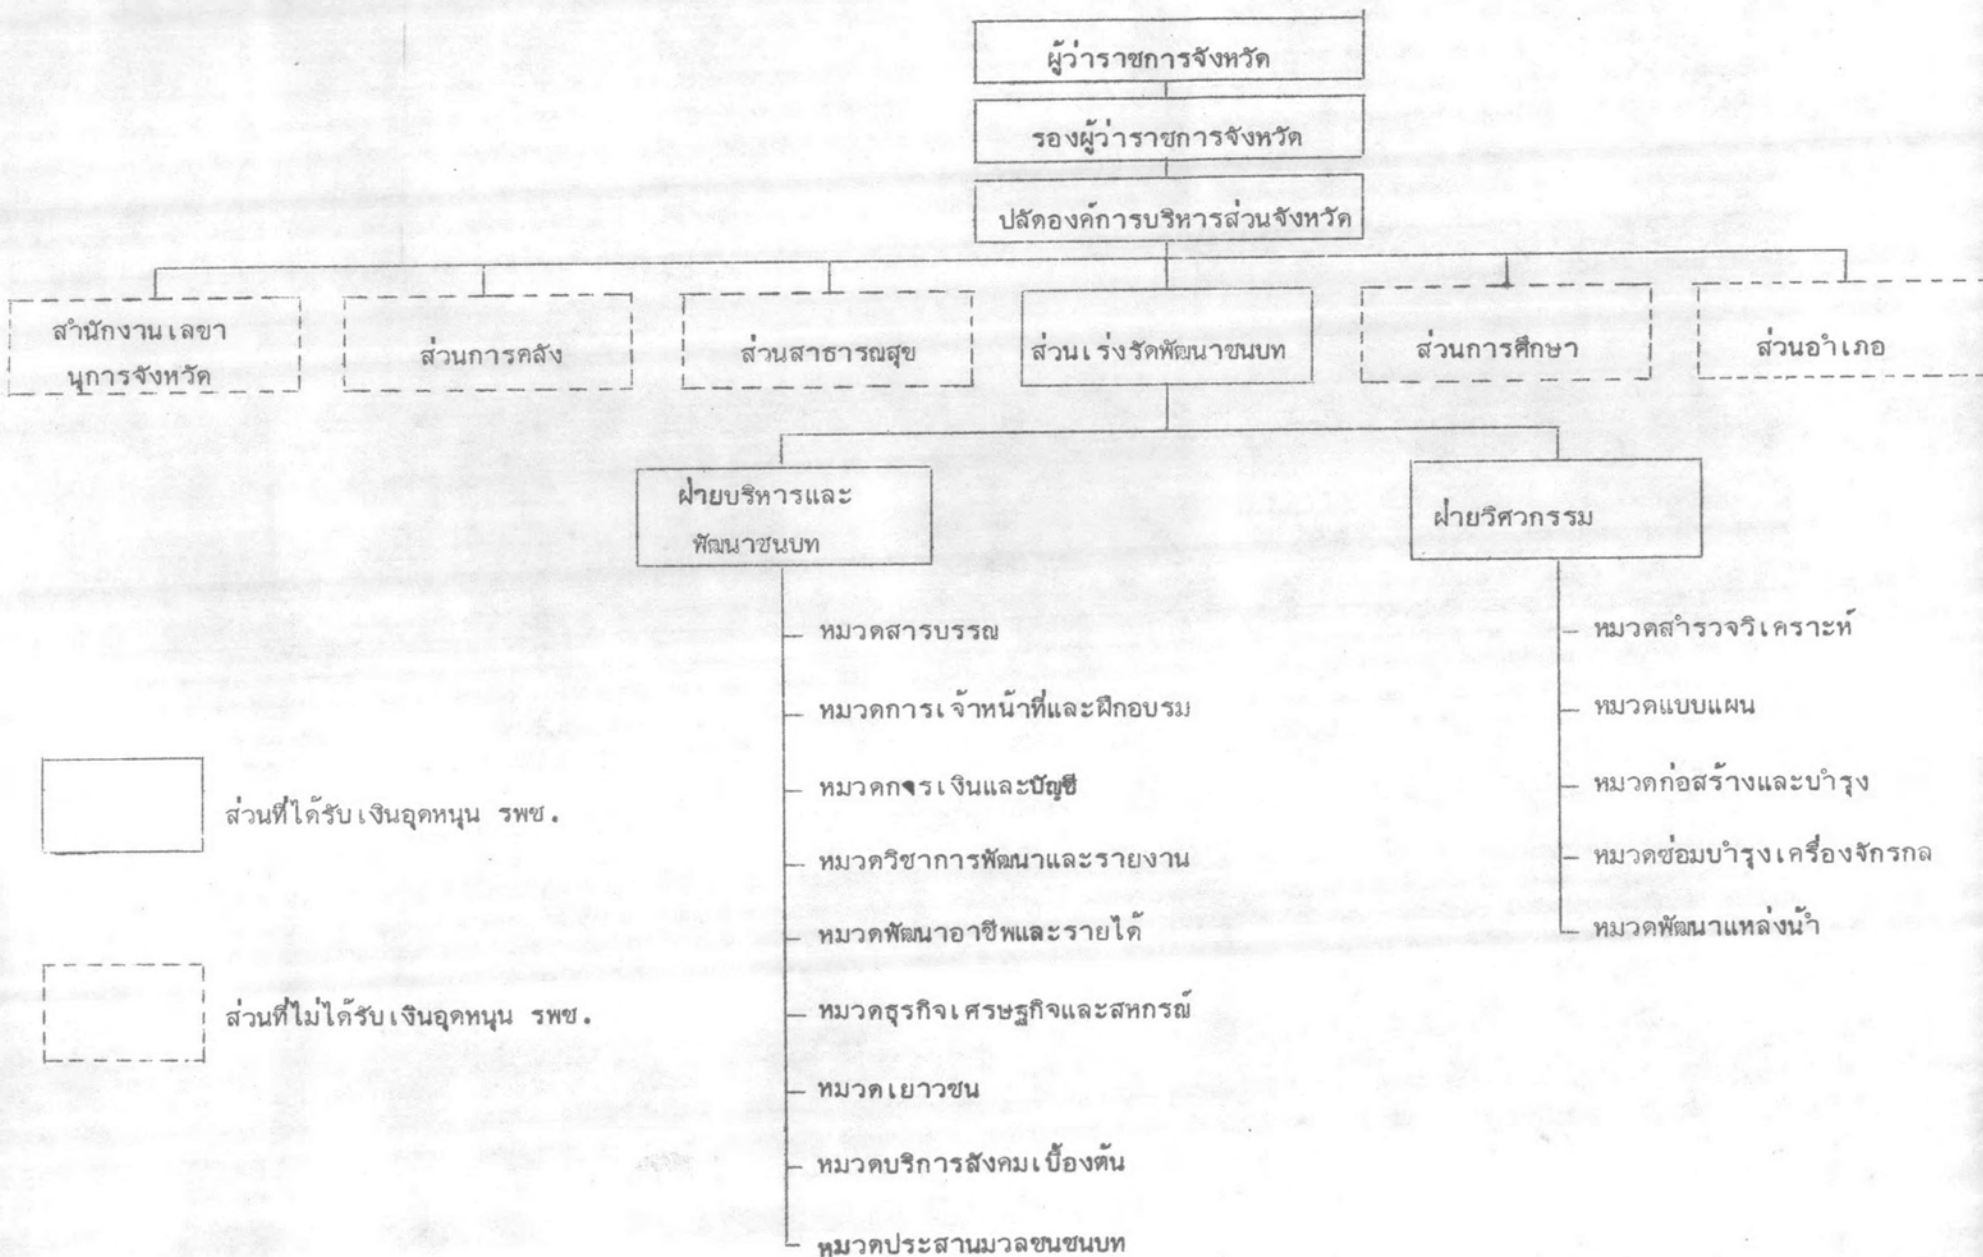 ผู้ว่าราชการจังหวัด
รองผู้ว่าราชการจังหวัด
ปลัดองค์การบริหารส่วนจังหวัด
สำนักงานเลขา
นุการจังหวัด
ส่วนการคลัง
ส่วนสาธารณสุข
ส่วนเร่งรัดพัฒนาชนบท
ส่วนการศึกษา
ส่วนอำเภอ
ฝ่ายบริหารและ
พัฒนาชนบท
ฝ่ายวิศวกรรม
หมวดสารบรรณ
หมวดการเจ้าหน้าที่และฝึกอบรม
หมวดการเงินและบัญชี
หมวดวิชาการพัฒนาและรายงาน
หมวดพัฒนาอาชีพและรายได้
หมวดธุรกิจเศรษฐกิจและสหกรณ์
หมวดเยาวชน
หมวดบริการสังคมเบื้องต้น
หมวดประสานมวลชนชนบท
หมวดสำรวจวิเคราะห์
หมวดแบบแผน
หมวดก่อสร้างและบำรุง
หมวดซ่อมบำรุงเครื่องจักรกล
หมวดพัฒนาแหล่งน้ำ
ส่วนที่ได้รับเงินอุดหนุน รพช.
ส่วนที่ไม่ได้รับเงินอุดหนุน รพช.